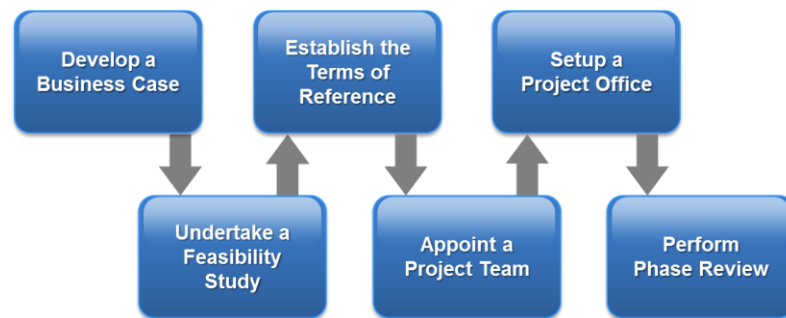 Develop a
Business Case
Undertake a
Feasibility
Study
Establish the
Terms of
Reference
Appoint a
Project Team
Setup a
Project Office
Perform
Phase Review